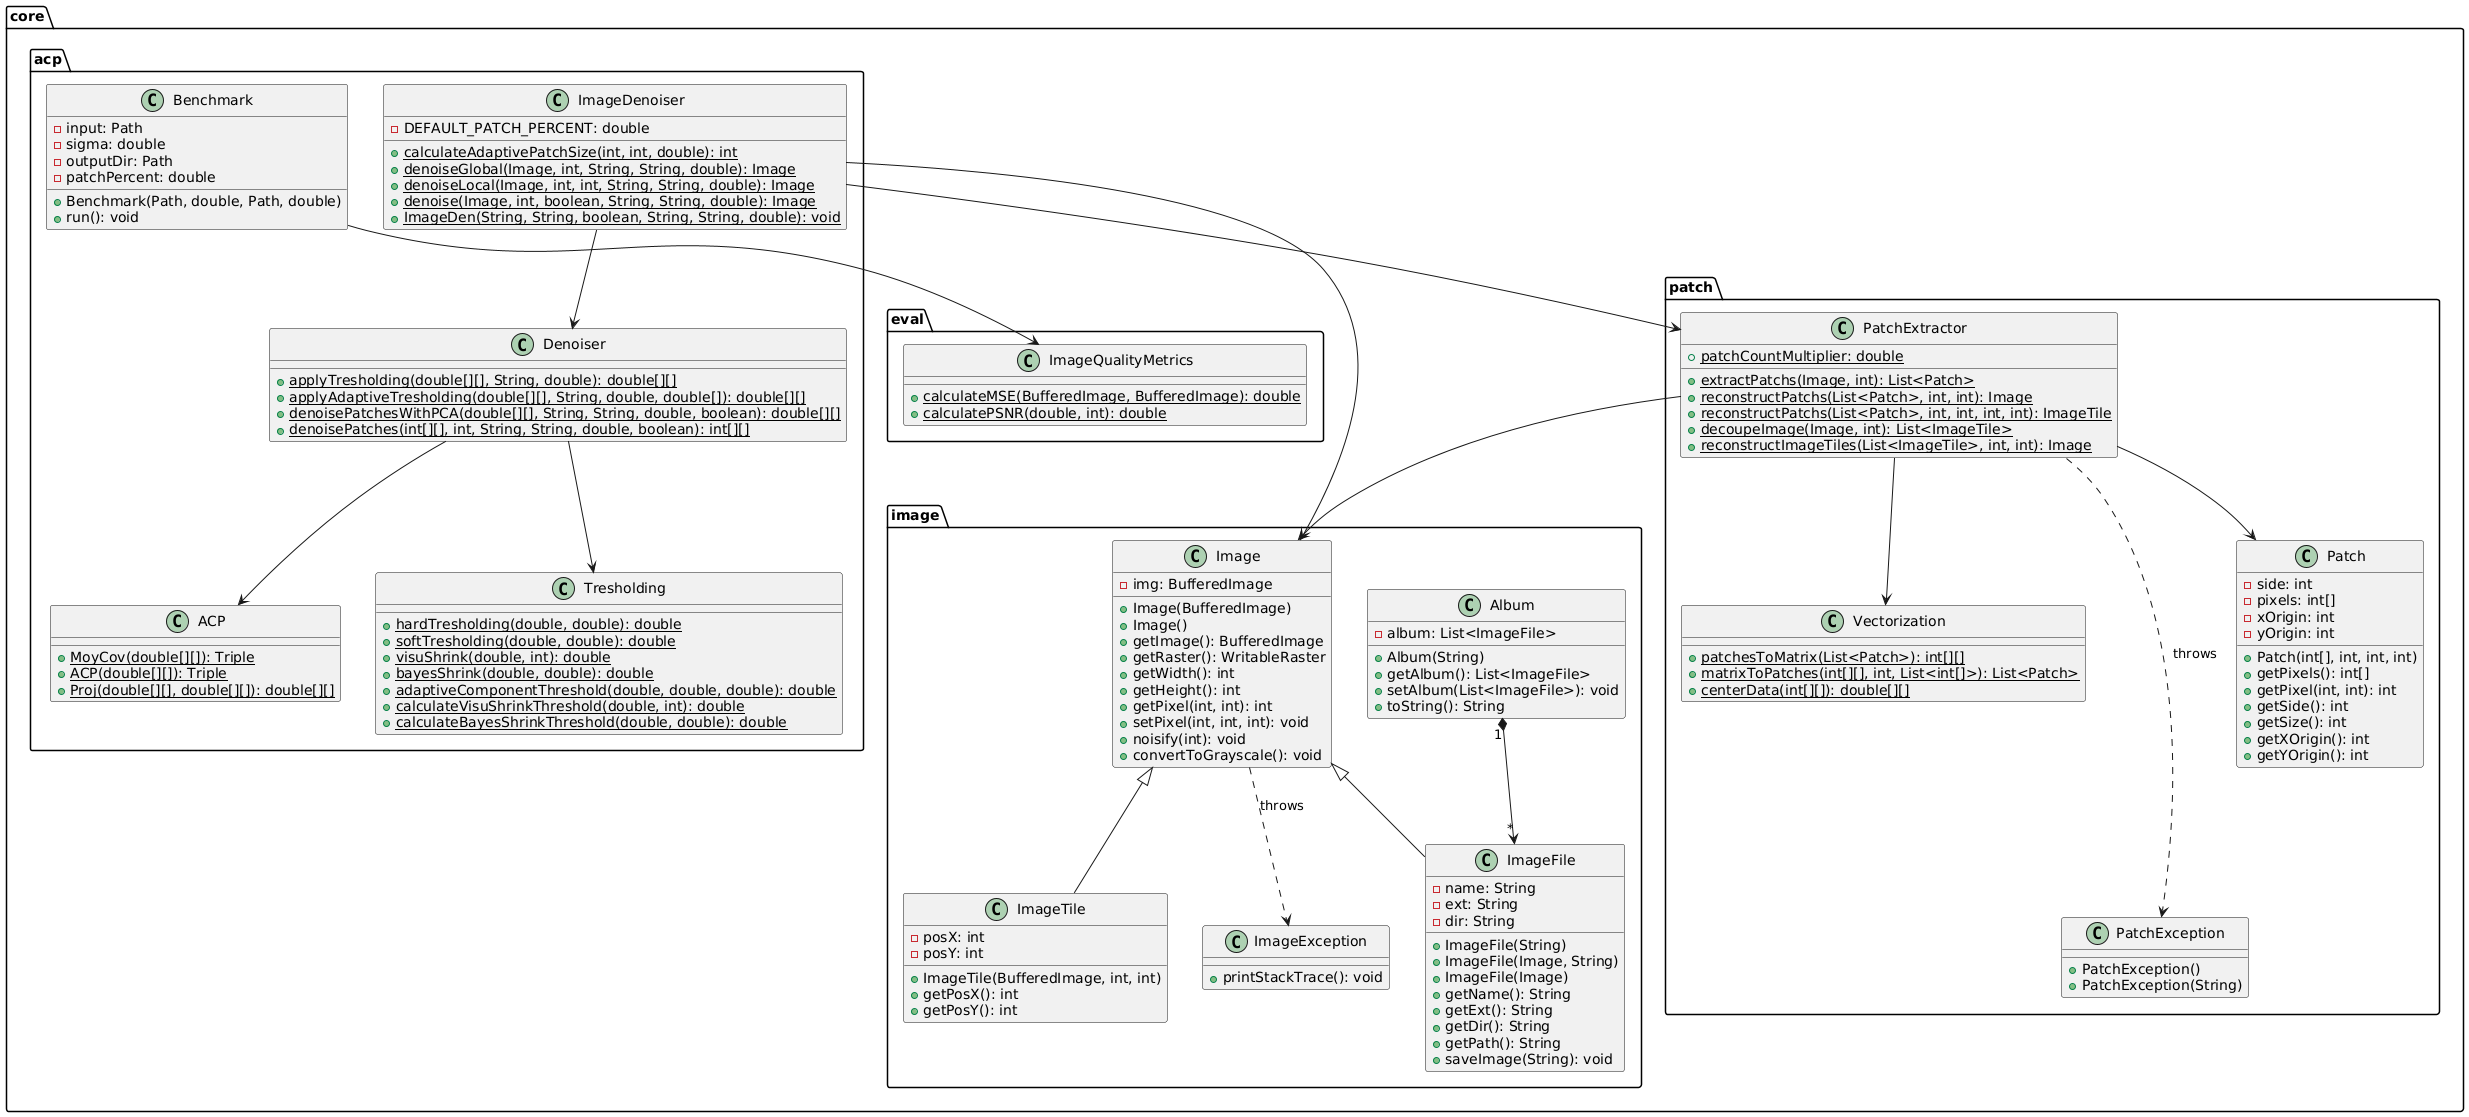 core
acp
Benchmark
input: Path
sigma: double
outputDir: Path
patchPercent: double
Benchmark(Path, double, Path, double)
run(): void
ImageDenoiser
DEFAULT_PATCH_PERCENT: double
calculateAdaptivePatchSize(int, int, double): int
denoiseGlobal(Image, int, String, String, double): Image
denoiseLocal(Image, int, int, String, String, double): Image
denoise(Image, int, boolean, String, String, double): Image
ImageDen(String, String, boolean, String, String, double): void
Denoiser
applyTresholding(double[][], String, double): double[][]
applyAdaptiveTresholding(double[][], String, double, double[]): double[][]
denoisePatchesWithPCA(double[][], String, String, double, boolean): double[][]
denoisePatches(int[][], int, String, String, double, boolean): int[][]
ACP
MoyCov(double[][]): Triple
ACP(double[][]): Triple
Proj(double[][], double[][]): double[][]
Tresholding
hardTresholding(double, double): double
softTresholding(double, double): double
visuShrink(double, int): double
bayesShrink(double, double): double
adaptiveComponentThreshold(double, double, double): double
calculateVisuShrinkThreshold(double, int): double
calculateBayesShrinkThreshold(double, double): double
eval
ImageQualityMetrics
calculateMSE(BufferedImage, BufferedImage): double
calculatePSNR(double, int): double
image
Image
img: BufferedImage
Image(BufferedImage)
Image()
getImage(): BufferedImage
getRaster(): WritableRaster
getWidth(): int
getHeight(): int
getPixel(int, int): int
setPixel(int, int, int): void
noisify(int): void
convertToGrayscale(): void
Album
album: List<ImageFile>
Album(String)
getAlbum(): List<ImageFile>
setAlbum(List<ImageFile>): void
toString(): String
1
*
throws
ImageTile
posX: int
posY: int
ImageTile(BufferedImage, int, int)
getPosX(): int
getPosY(): int
ImageException
printStackTrace(): void
ImageFile
name: String
ext: String
dir: String
ImageFile(String)
ImageFile(Image, String)
ImageFile(Image)
getName(): String
getExt(): String
getDir(): String
getPath(): String
saveImage(String): void
patch
PatchExtractor
patchCountMultiplier: double
extractPatchs(Image, int): List<Patch>
reconstructPatchs(List<Patch>, int, int): Image
reconstructPatchs(List<Patch>, int, int, int, int): ImageTile
decoupeImage(Image, int): List<ImageTile>
reconstructImageTiles(List<ImageTile>, int, int): Image
Vectorization
patchesToMatrix(List<Patch>): int[][]
matrixToPatches(int[][], int, List<int[]>): List<Patch>
centerData(int[][]): double[][]
throws
Patch
side: int
pixels: int[]
xOrigin: int
yOrigin: int
Patch(int[], int, int, int)
getPixels(): int[]
getPixel(int, int): int
getSide(): int
getSize(): int
getXOrigin(): int
getYOrigin(): int
PatchException
PatchException()
PatchException(String)